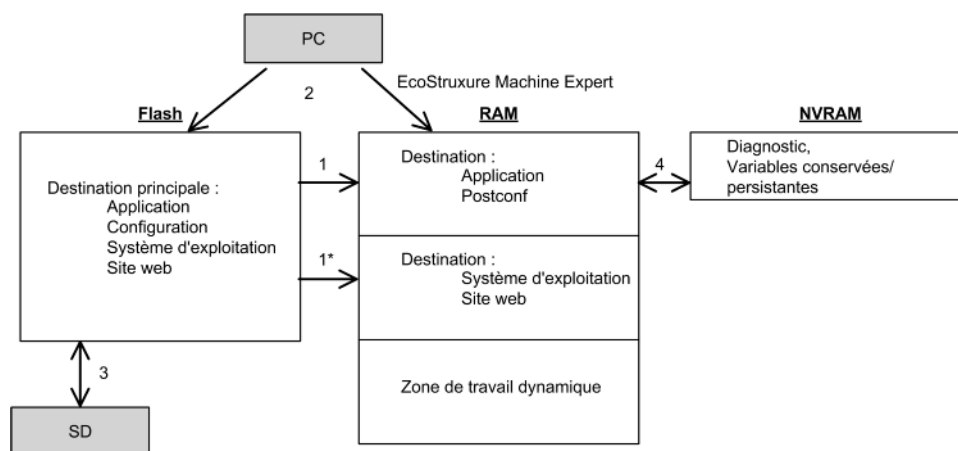 PC
EcoStruxure Machine Expert
2
Flash
RAM
NVRAM
Destination principale :
Application
Configuration
Système d'exploitation
Site web
1
Destination :
Application
Postconf
4
Diagnostic,
Variables conservées/
persistantes
1*
Destination :
Système d'exploitation
Site web
3
Zone de travail dynamique
SD